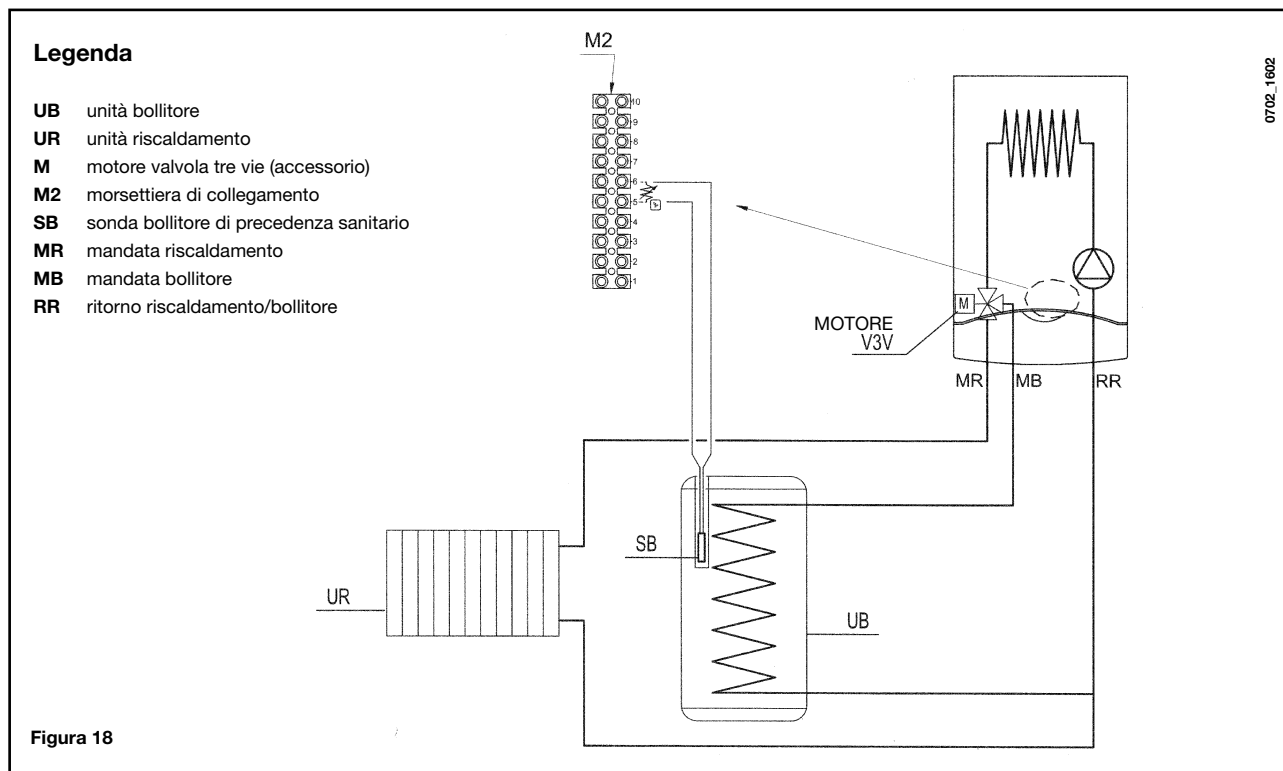 Legenda
UB unità bollitore
UR unità riscaldamento
M motore valvola tre vie (accessorio)
M2 morsettiera di collegamento
SB sonda bollitore di precedenza sanitario
MR mandata riscaldamento
MB mandata bollitore
RR ritorno riscaldamento/bollitore
M2
10
9
8
7
6
5
4
3
2
1
0702_1602
M
MOTORE
V3V
MR MB RR
SB
UR
UB
Figura 18